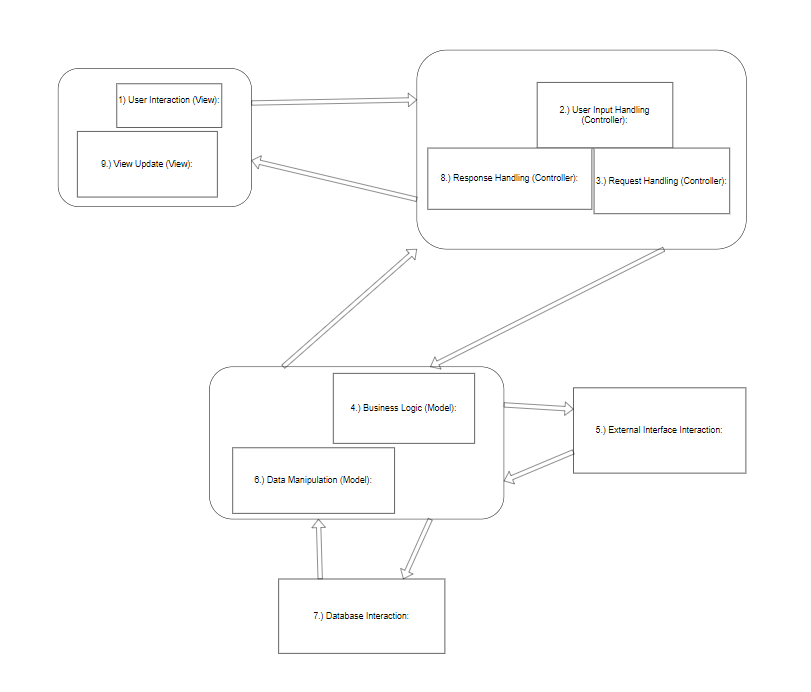 1) User Interaction (View):
9.) View Update (View):
2.) User Input Handling
(Controller):
8.) Response Handling (Controller):
3.) Request Handling (Controller):
4.) Business Logic (Model):
5.) External Interface Interaction:
6.) Data Manipulation (Model):
7.) Database Interaction: